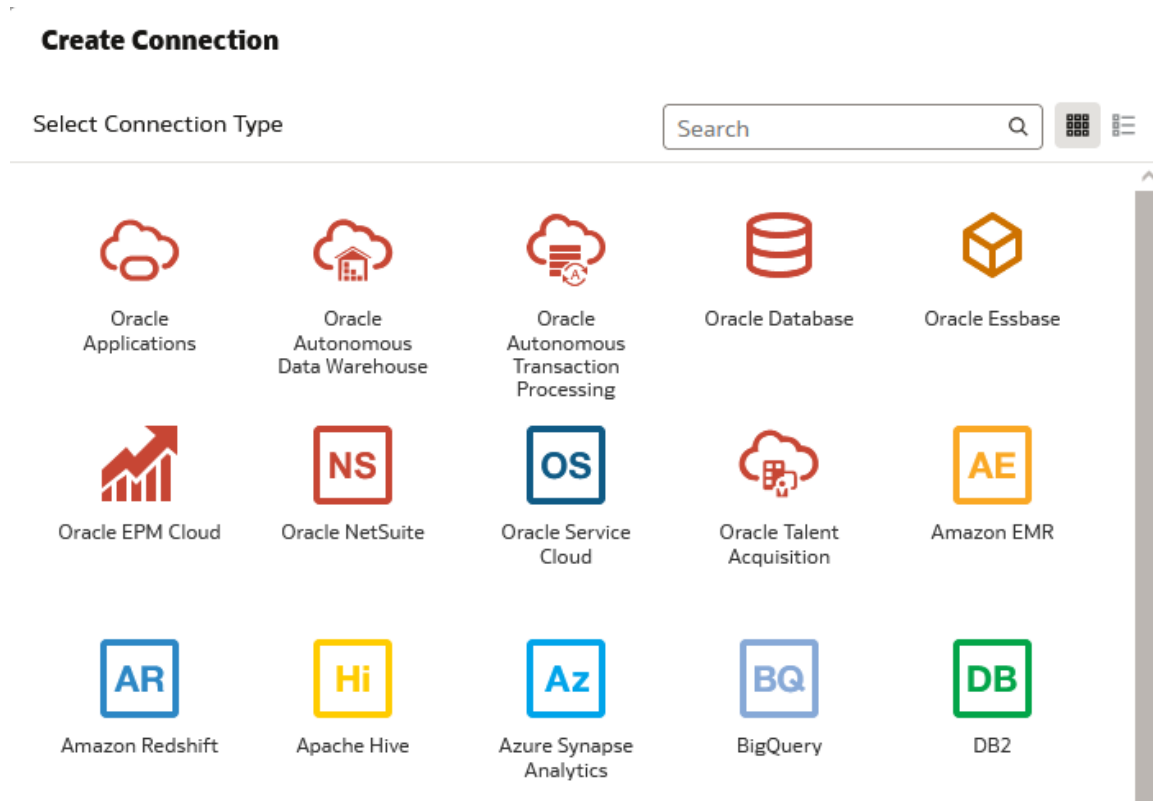 Create Connection
Select Connection Type
Search
Oracle
Applications
Oracle
Autonomous
Data Warehouse
A
Oracle
Autonomous
Transaction
Processing
Oracle Database
Oracle Essbase
Oracle EPM Cloud
NS
Oracle NetSuite
OS
Oracle Service
Cloud
Oracle Talent
Acquisition
AE
Amazon EMR
AR
Amazon Redshift
Hi
Apache Hive
Az
Azure Synapse
Analytics
BQ
BigQuery
DB
DB2